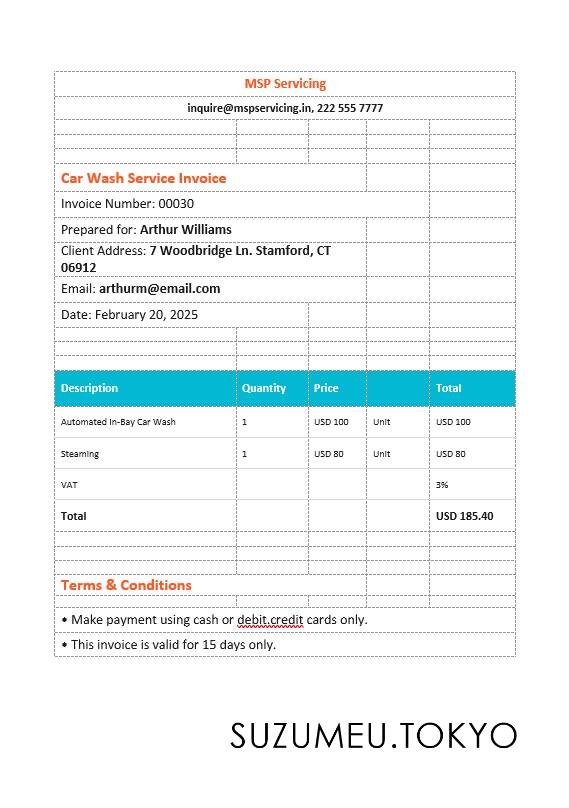 MSP Servicing
inquire@mspservicing.in, 222 555 7777
Car Wash Service Invoice
Invoice Number: 00030
Prepared for: Arthur Williams
Client Address: 7 Woodbridge Ln. Stamford, CT
06912
Email: arthurm@email.com
Date: February 20, 2025
Description Quantity Price Total
Automated In-Bay Car Wash 1 USD 100 Unit USD 100
Steaming 1 USD 80 Unit USD 80
VAT 3%
Total USD 185.40
Terms & Conditions
• Make payment using cash or debit.credit cards only.
• This invoice is valid for 15 days only.
SUZUMEU.TOKYO